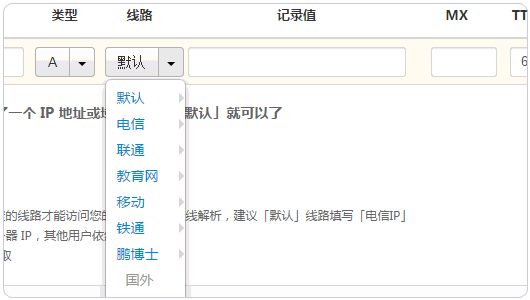 类型 线路 记录值 MX TT
A 默认 6
了一个 IP 地址或域 默认」就可以了
默认
电信
联通
教育网
移动
铁通
鹏博士
国外
的线路才能访问您的 线解析，建议「默认」线路填写「电信IP」
器 IP，其他用户依
取